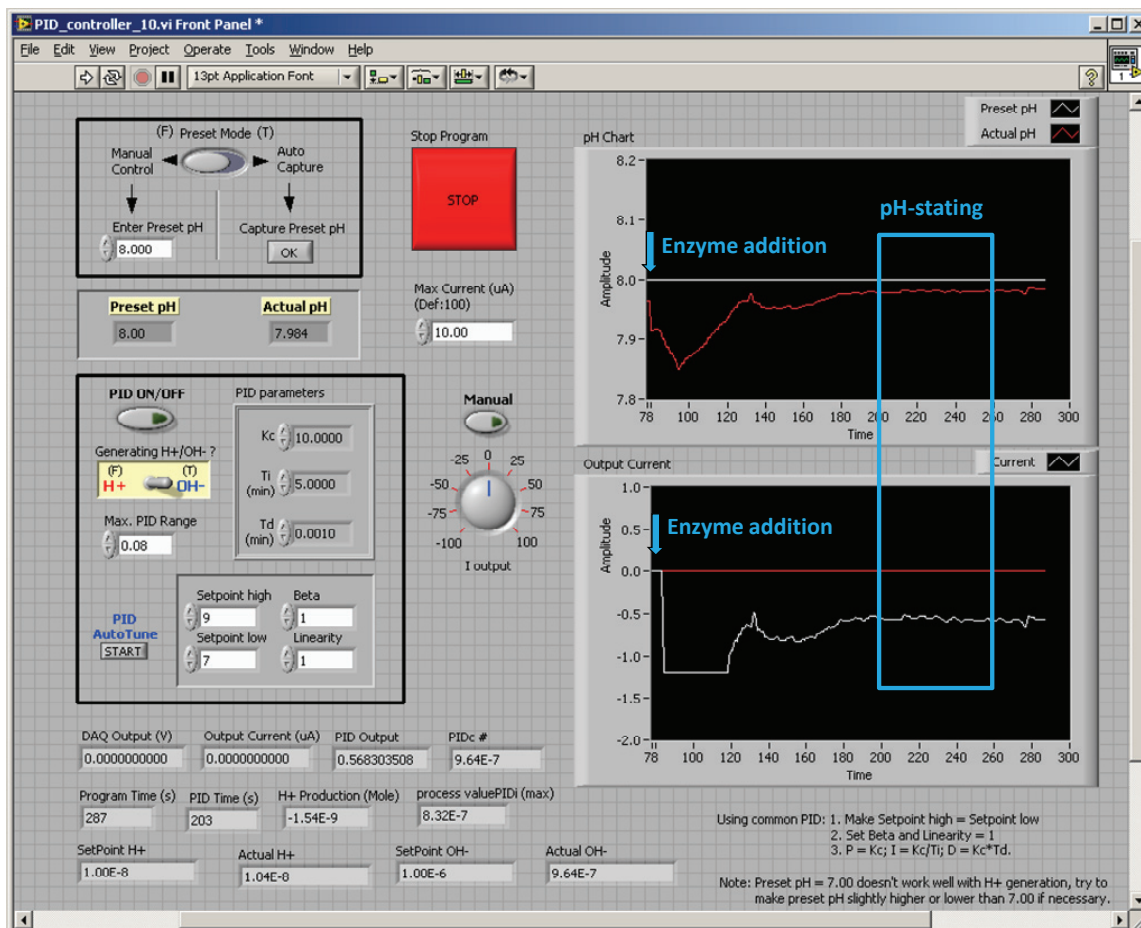 PID_controller_10.vi Front Panel *
File Edit View Project Operate Tools Window Help
13pt Application Font
1
(F) Preset Mode (T)
Manual Control
Auto Capture
Enter Preset pH
8.000
Capture Preset pH
OK
Preset pH
8.00
Actual pH
7.984
Stop Program
STOP
Max Current (uA)
(Def:100)
10.00
PID ON/OFF
Generating H+/OH- ?
(F) (T)
H+ OH-
Max. PID Range
0.08
PID parameters
Kc 10.0000
Ti (min) 5.0000
Td (min) 0.0010
Setpoint high
9
Beta
1
Setpoint low
7
Linearity
1
PID
AutoTune
START
Manual
-25 0 25
-50 50
-75 75
-100 100
I output
pH Chart
Preset pH
Actual pH
Amplitude
8.2
8.1
8.0
7.9
7.8
78 100 120 140 160 180 200 220 240 260 280 300
Time
Enzyme addition
pH-stating
Output Current
Current
Amplitude
1.0
0.5
0.0
-0.5
-1.0
-1.5
-2.0
78 100 120 140 160 180 200 220 240 260 280 300
Time
Enzyme addition
DAQ Output (V)
0.0000000000
Output Current (uA)
0.0000000000
PID Output
0.568303508
PIDc #
9.64E-7
Program Time (s)
287
PID Time (s)
203
H+ Production (Mole)
-1.54E-9
process valuePIDi (max)
8.32E-7
SetPoint H+
1.00E-8
Actual H+
1.04E-8
SetPoint OH-
1.00E-6
Actual OH-
9.64E-7
Using common PID: 1. Make Setpoint high = Setpoint low
2. Set Beta and Linearity = 1
3. P = Kc; I = Kc/Ti; D = Kc*Td.
Note: Preset pH = 7.00 doesn't work well with H+ generation, try to
make preset pH slightly higher or lower than 7.00 if necessary.